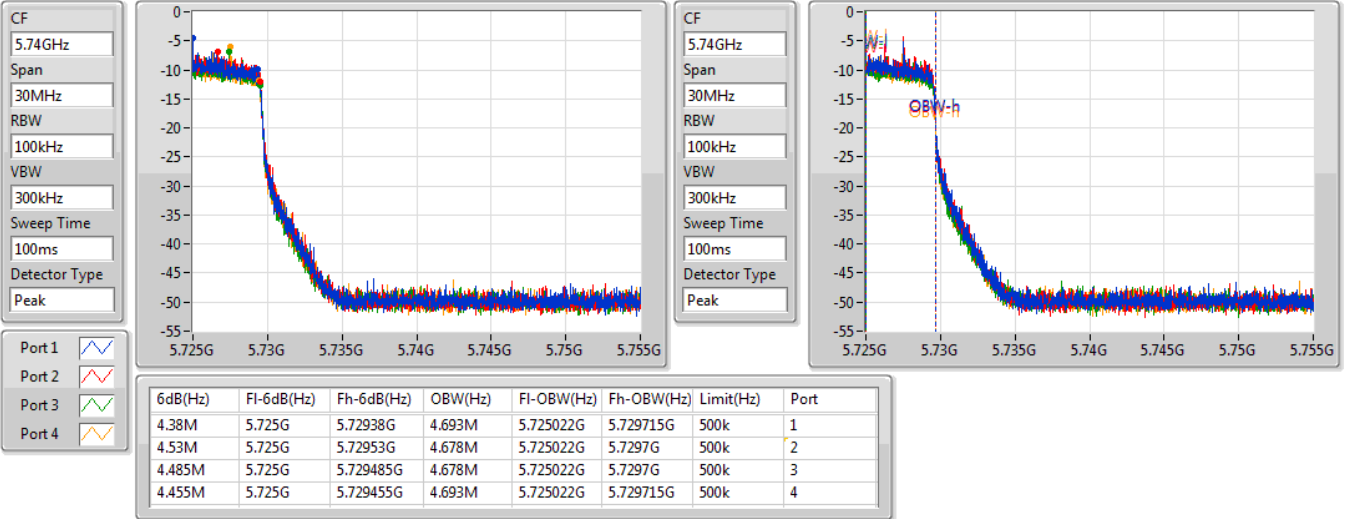 CF
5.74GHz
Span
30MHz
RBW
100kHz
VBW
300kHz
Sweep Time
100ms
Detector Type
Peak
0
-5
-10
-15
-20
-25
-30
-35
-40
-45
-50
-55
5.725G 5.73G 5.735G 5.74G 5.745G 5.75G 5.755G
CF
5.74GHz
Span
30MHz
RBW
100kHz
VBW
300kHz
Sweep Time
100ms
Detector Type
Peak
0
-5
-10
-15
-20
-25
-30
-35
-40
-45
-50
-55
OBW-h
5.725G 5.73G 5.735G 5.74G 5.745G 5.75G 5.755G
Port 1
Port 2
Port 3
Port 4
6dB(Hz) Fl-6dB(Hz) Fh-6dB(Hz) OBW(Hz) Fl-OBW(Hz) Fh-OBW(Hz) Limit(Hz) Port
4.38M 5.725G 5.72938G 4.693M 5.725022G 5.729715G 500k 1
4.53M 5.725G 5.72953G 4.678M 5.725022G 5.7297G 500k 2
4.485M 5.725G 5.729485G 4.678M 5.725022G 5.7297G 500k 3
4.455M 5.725G 5.729455G 4.693M 5.725022G 5.729715G 500k 4